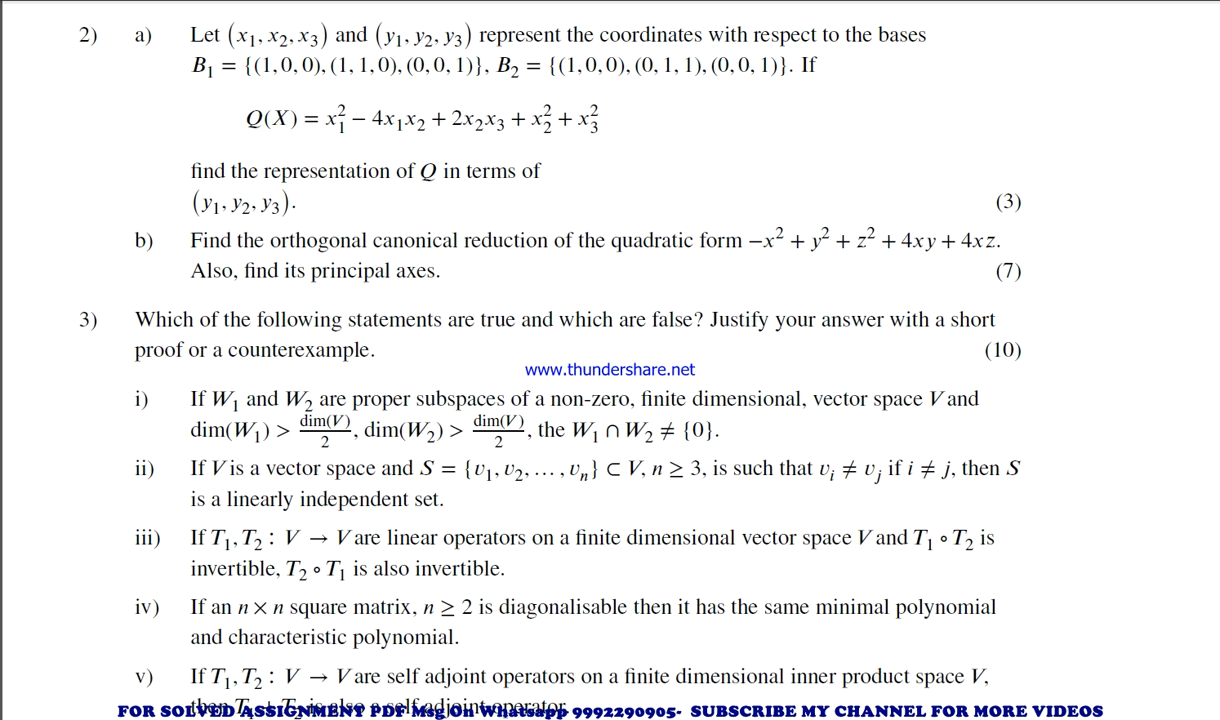 2) a) Let (x₁, x₂, x₃) and (y₁, y₂, y₃) represent the coordinates with respect to the bases
B₁ = {(1, 0, 0), (1, 1, 0), (0, 0, 1)}, B₂ = {(1, 0, 0), (0, 1, 1), (0, 0, 1)}. If
Q(X) = x₁² − 4x₁x₂ + 2x₂x₃ + x₂² + x₃²
find the representation of Q in terms of
(y₁, y₂, y₃). (3)
b) Find the orthogonal canonical reduction of the quadratic form −x² + y² + z² + 4xy + 4xz.
Also, find its principal axes. (7)
3) Which of the following statements are true and which are false? Justify your answer with a short
proof or a counterexample. (10)
www.thundershare.net
i) If W₁ and W₂ are proper subspaces of a non-zero, finite dimensional, vector space V and
dim(W₁) > dim(V)/2, dim(W₂) > dim(V)/2, the W₁ ∩ W₂ ≠ {0}.
ii) If V is a vector space and S = {v₁, v₂, …, vₙ} ⊂ V, n ≥ 3, is such that vᵢ ≠ vⱼ if i ≠ j, then S
is a linearly independent set.
iii) If T₁, T₂ : V → V are linear operators on a finite dimensional vector space V and T₁ ∘ T₂ is
invertible, T₂ ∘ T₁ is also invertible.
iv) If an n × n square matrix, n ≥ 2 is diagonalisable then it has the same minimal polynomial
and characteristic polynomial.
v) If T₁, T₂ : V → V are self adjoint operators on a finite dimensional inner product space V,
FOR SOLVED ASSIGNMENT PDF Msg On Whatsapp 9992290905- SUBSCRIBE MY CHANNEL FOR MORE VIDEOS